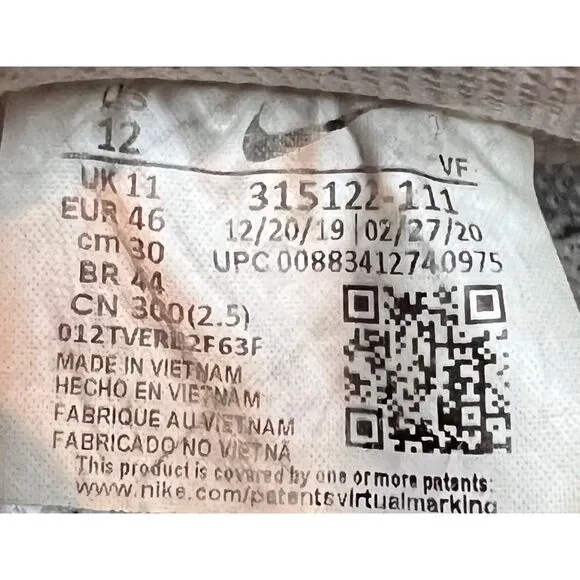 US
12
VF
UK 11
315122-111
EUR 46
12/20/19 | 02/27/20
cm 30
UPC 00883412740975
BR 44
CN 300(2.5)
MADE IN VIETNAM
HECHO EN VIETNAM
FABRIQUE AU VIETNAM
FABRICADO NO VIETNÃ
This product is covered by one or more patents:
www.nike.com/patentsvirtualmarking